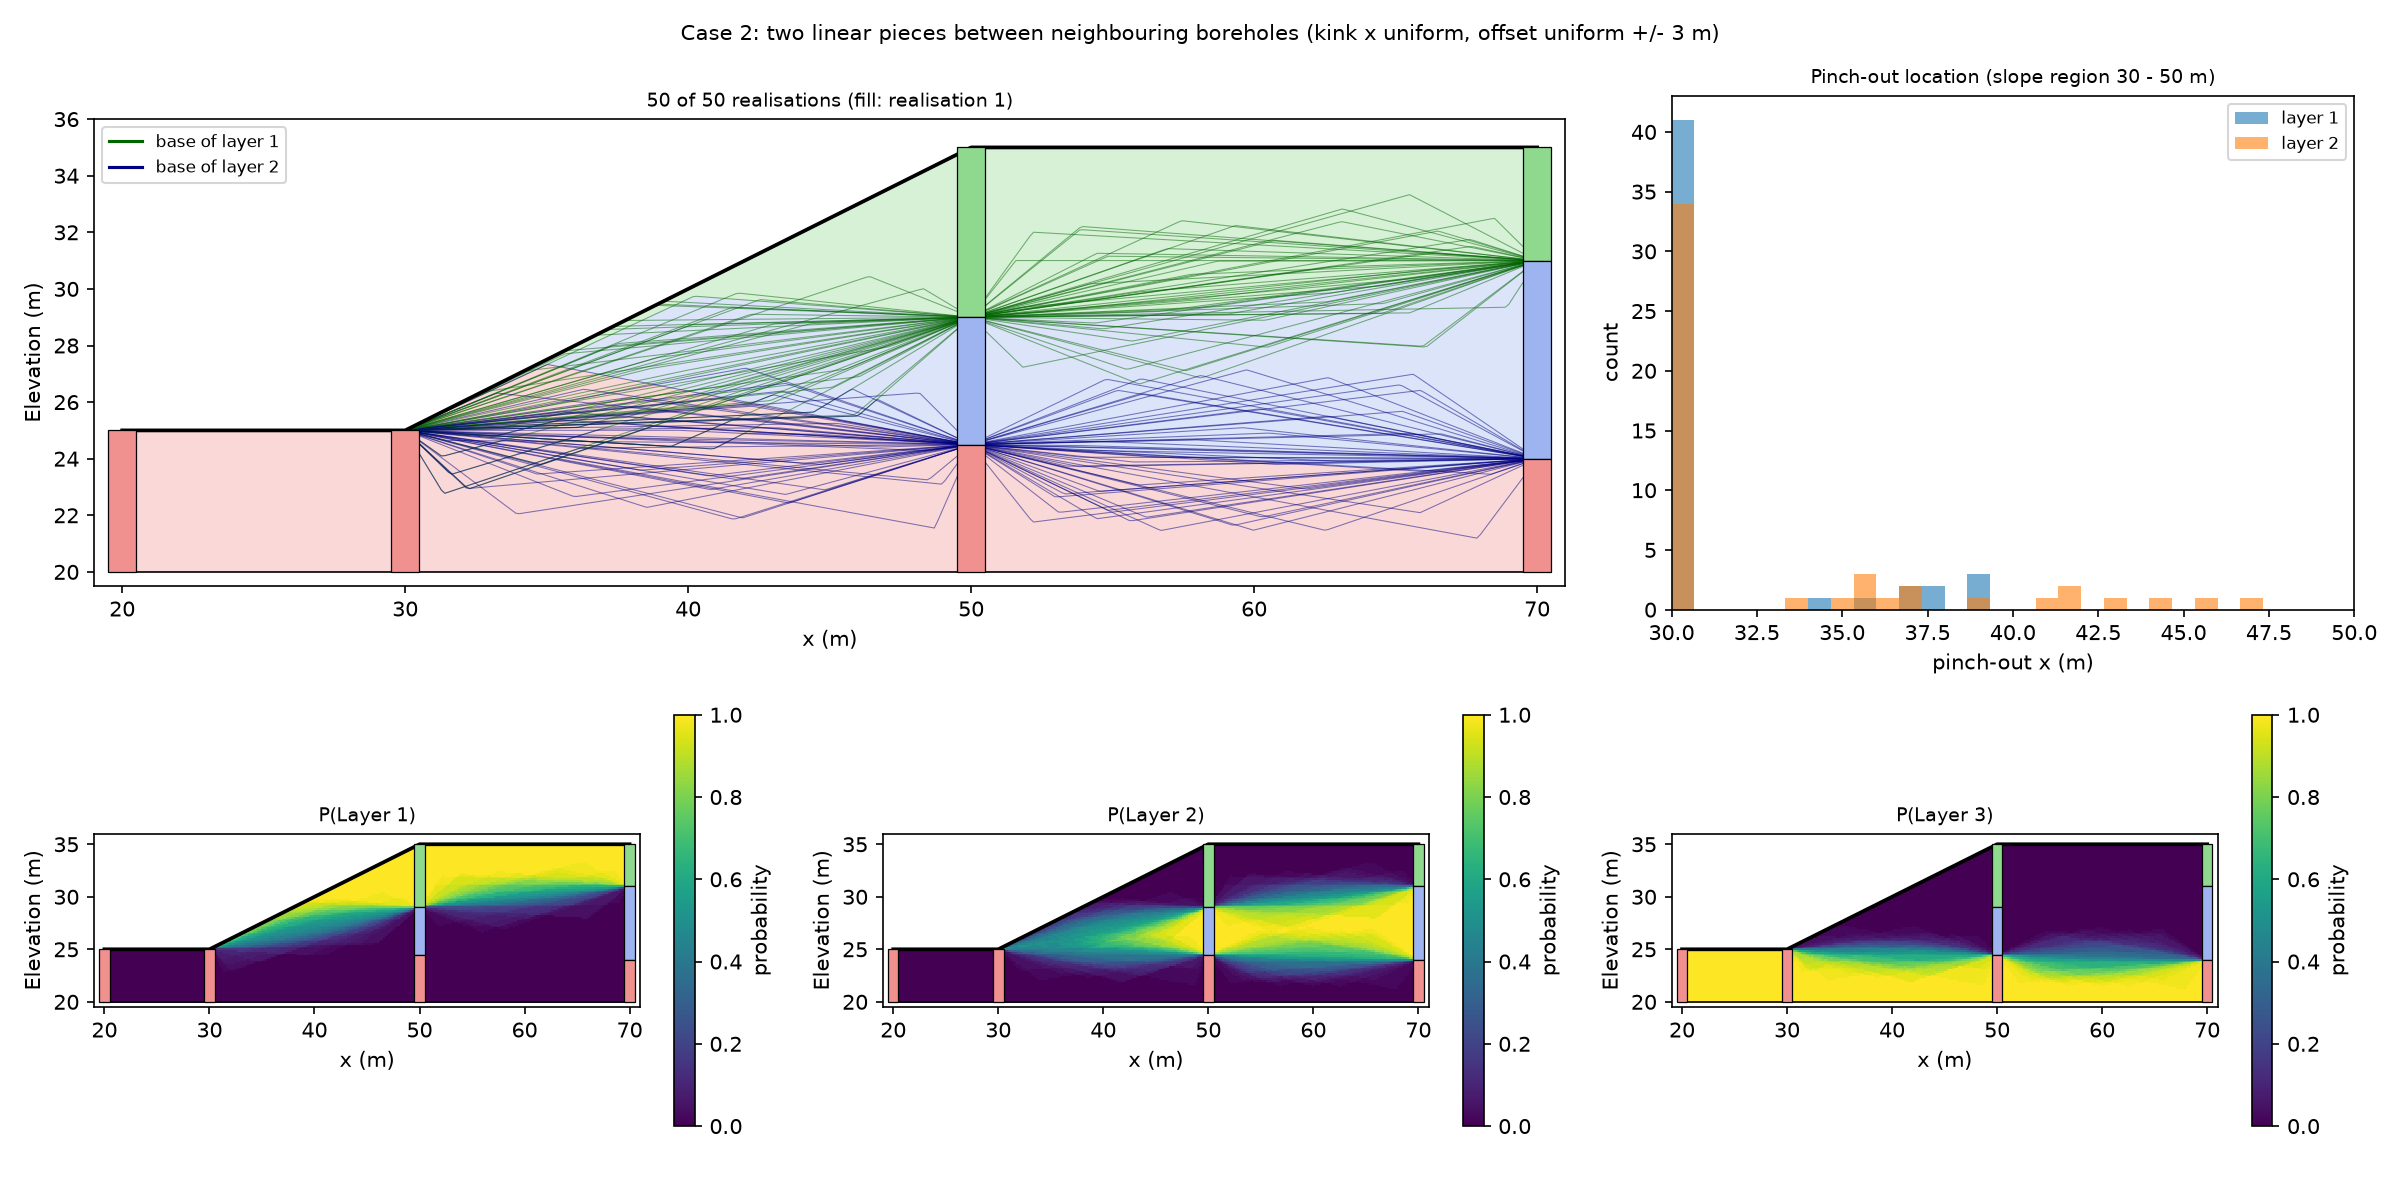 Case 2: two linear pieces between neighbouring boreholes (kink x uniform, offset uniform +/- 3 m)
50 of 50 realisations (fill: realisation 1)
base of layer 1
base of layer 2
Elevation (m)
36
34
32
30
28
26
24
22
20
20 30 40 50 60 70
x (m)
Pinch-out location (slope region 30 - 50 m)
layer 1
layer 2
count
40
35
30
25
20
15
10
5
0
30.0 32.5 35.0 37.5 40.0 42.5 45.0 47.5 50.0
pinch-out x (m)
P(Layer 1)
Elevation (m)
35
30
25
20
20 30 40 50 60 70
x (m)
1.0
0.8
0.6
0.4
0.2
0.0
probability
P(Layer 2)
Elevation (m)
35
30
25
20
20 30 40 50 60 70
x (m)
1.0
0.8
0.6
0.4
0.2
0.0
probability
P(Layer 3)
Elevation (m)
35
30
25
20
20 30 40 50 60 70
x (m)
1.0
0.8
0.6
0.4
0.2
0.0
probability